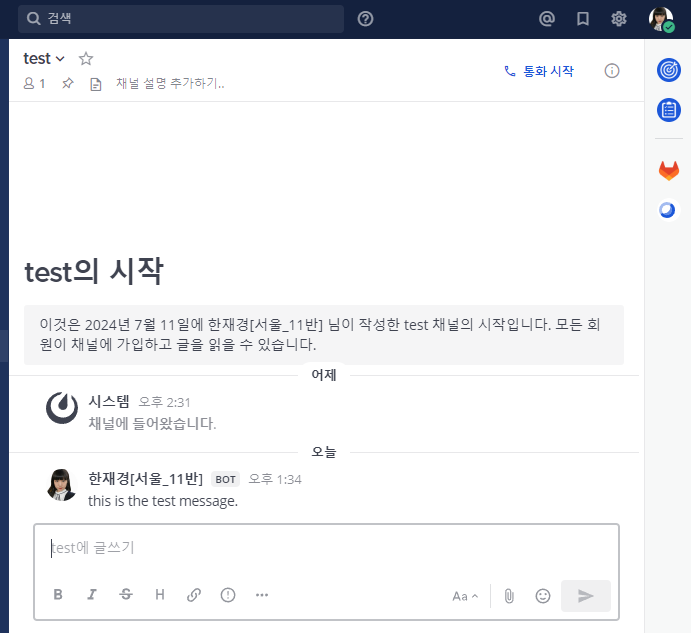 검색
test
1
채널 설명 추가하기..
통화 시작
test의 시작
이것은 2024년 7월 11일에 한재경[서울_11반] 님이 작성한 test 채널의 시작입니다. 모든 회
원이 채널에 가입하고 글을 읽을 수 있습니다.
어제
시스템 오후 2:31
채널에 들어왔습니다.
오늘
한재경[서울_11반] BOT 오후 1:34
this is the test message.
test에 글쓰기
B I S H Aa